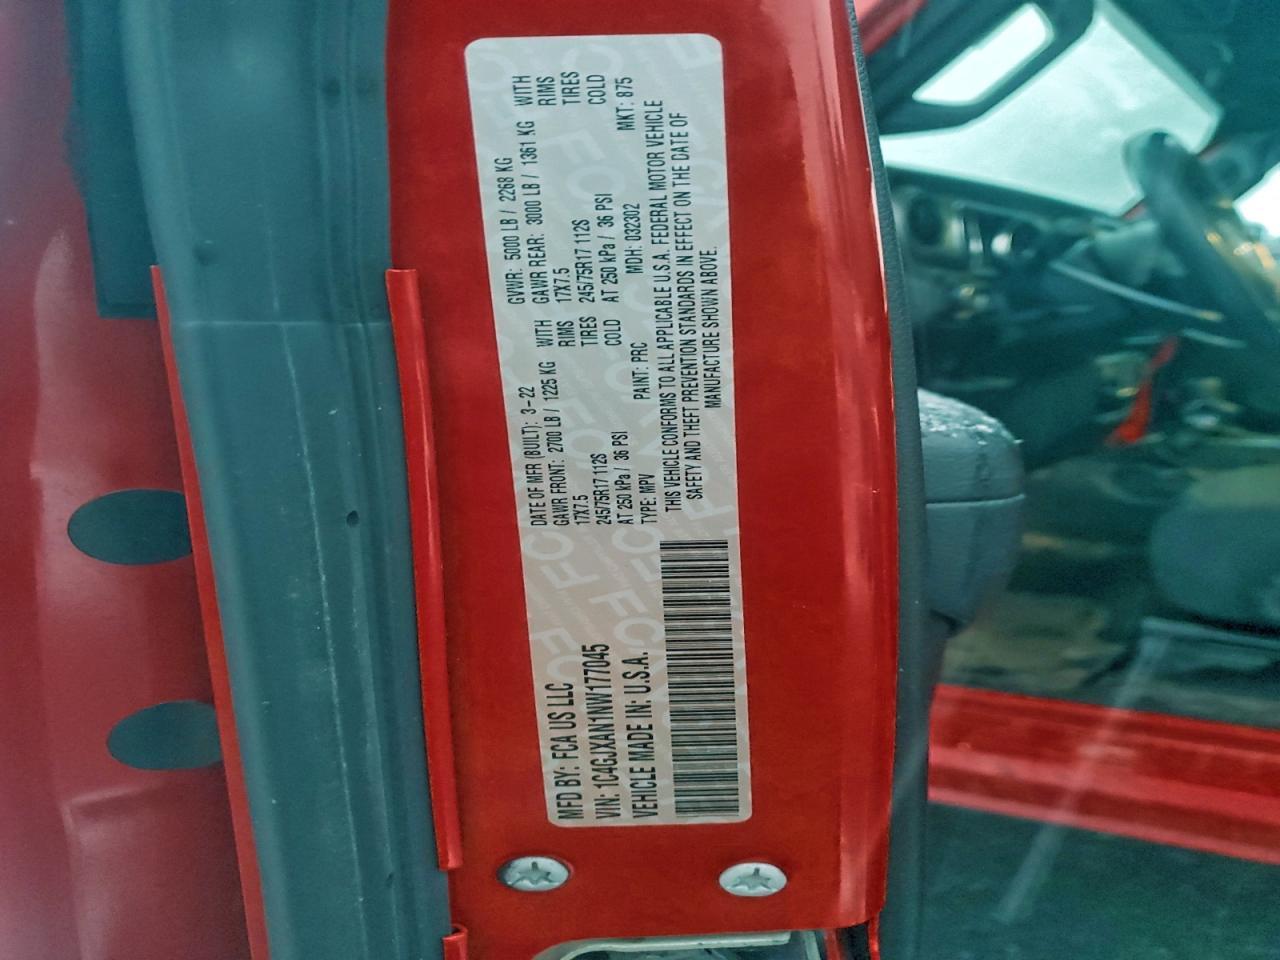 MFD BY: FCA US LLC
VIN: 1C4GJXAN1NW177045
VEHICLE MADE IN: U.S.A.
DATE OF MFR (BUILT): 3-22 GVWR: 5000 LB / 2268 KG
GAWR FRONT: 2700 LB / 1225 KG WITH GAWR REAR: 3000 LB / 1361 KG WITH
17X7.5 RIMS 17X7.5 RIMS
245/75R17 112S TIRES 245/75R17 112S TIRES
AT 250 kPa / 36 PSI COLD AT 250 kPa / 36 PSI COLD
TYPE: MPV PAINT: PRC MDH: 032302 MKT: 875
THIS VEHICLE CONFORMS TO ALL APPLICABLE U.S.A. FEDERAL MOTOR VEHICLE
SAFETY AND THEFT PREVENTION STANDARDS IN EFFECT ON THE DATE OF
MANUFACTURE SHOWN ABOVE.